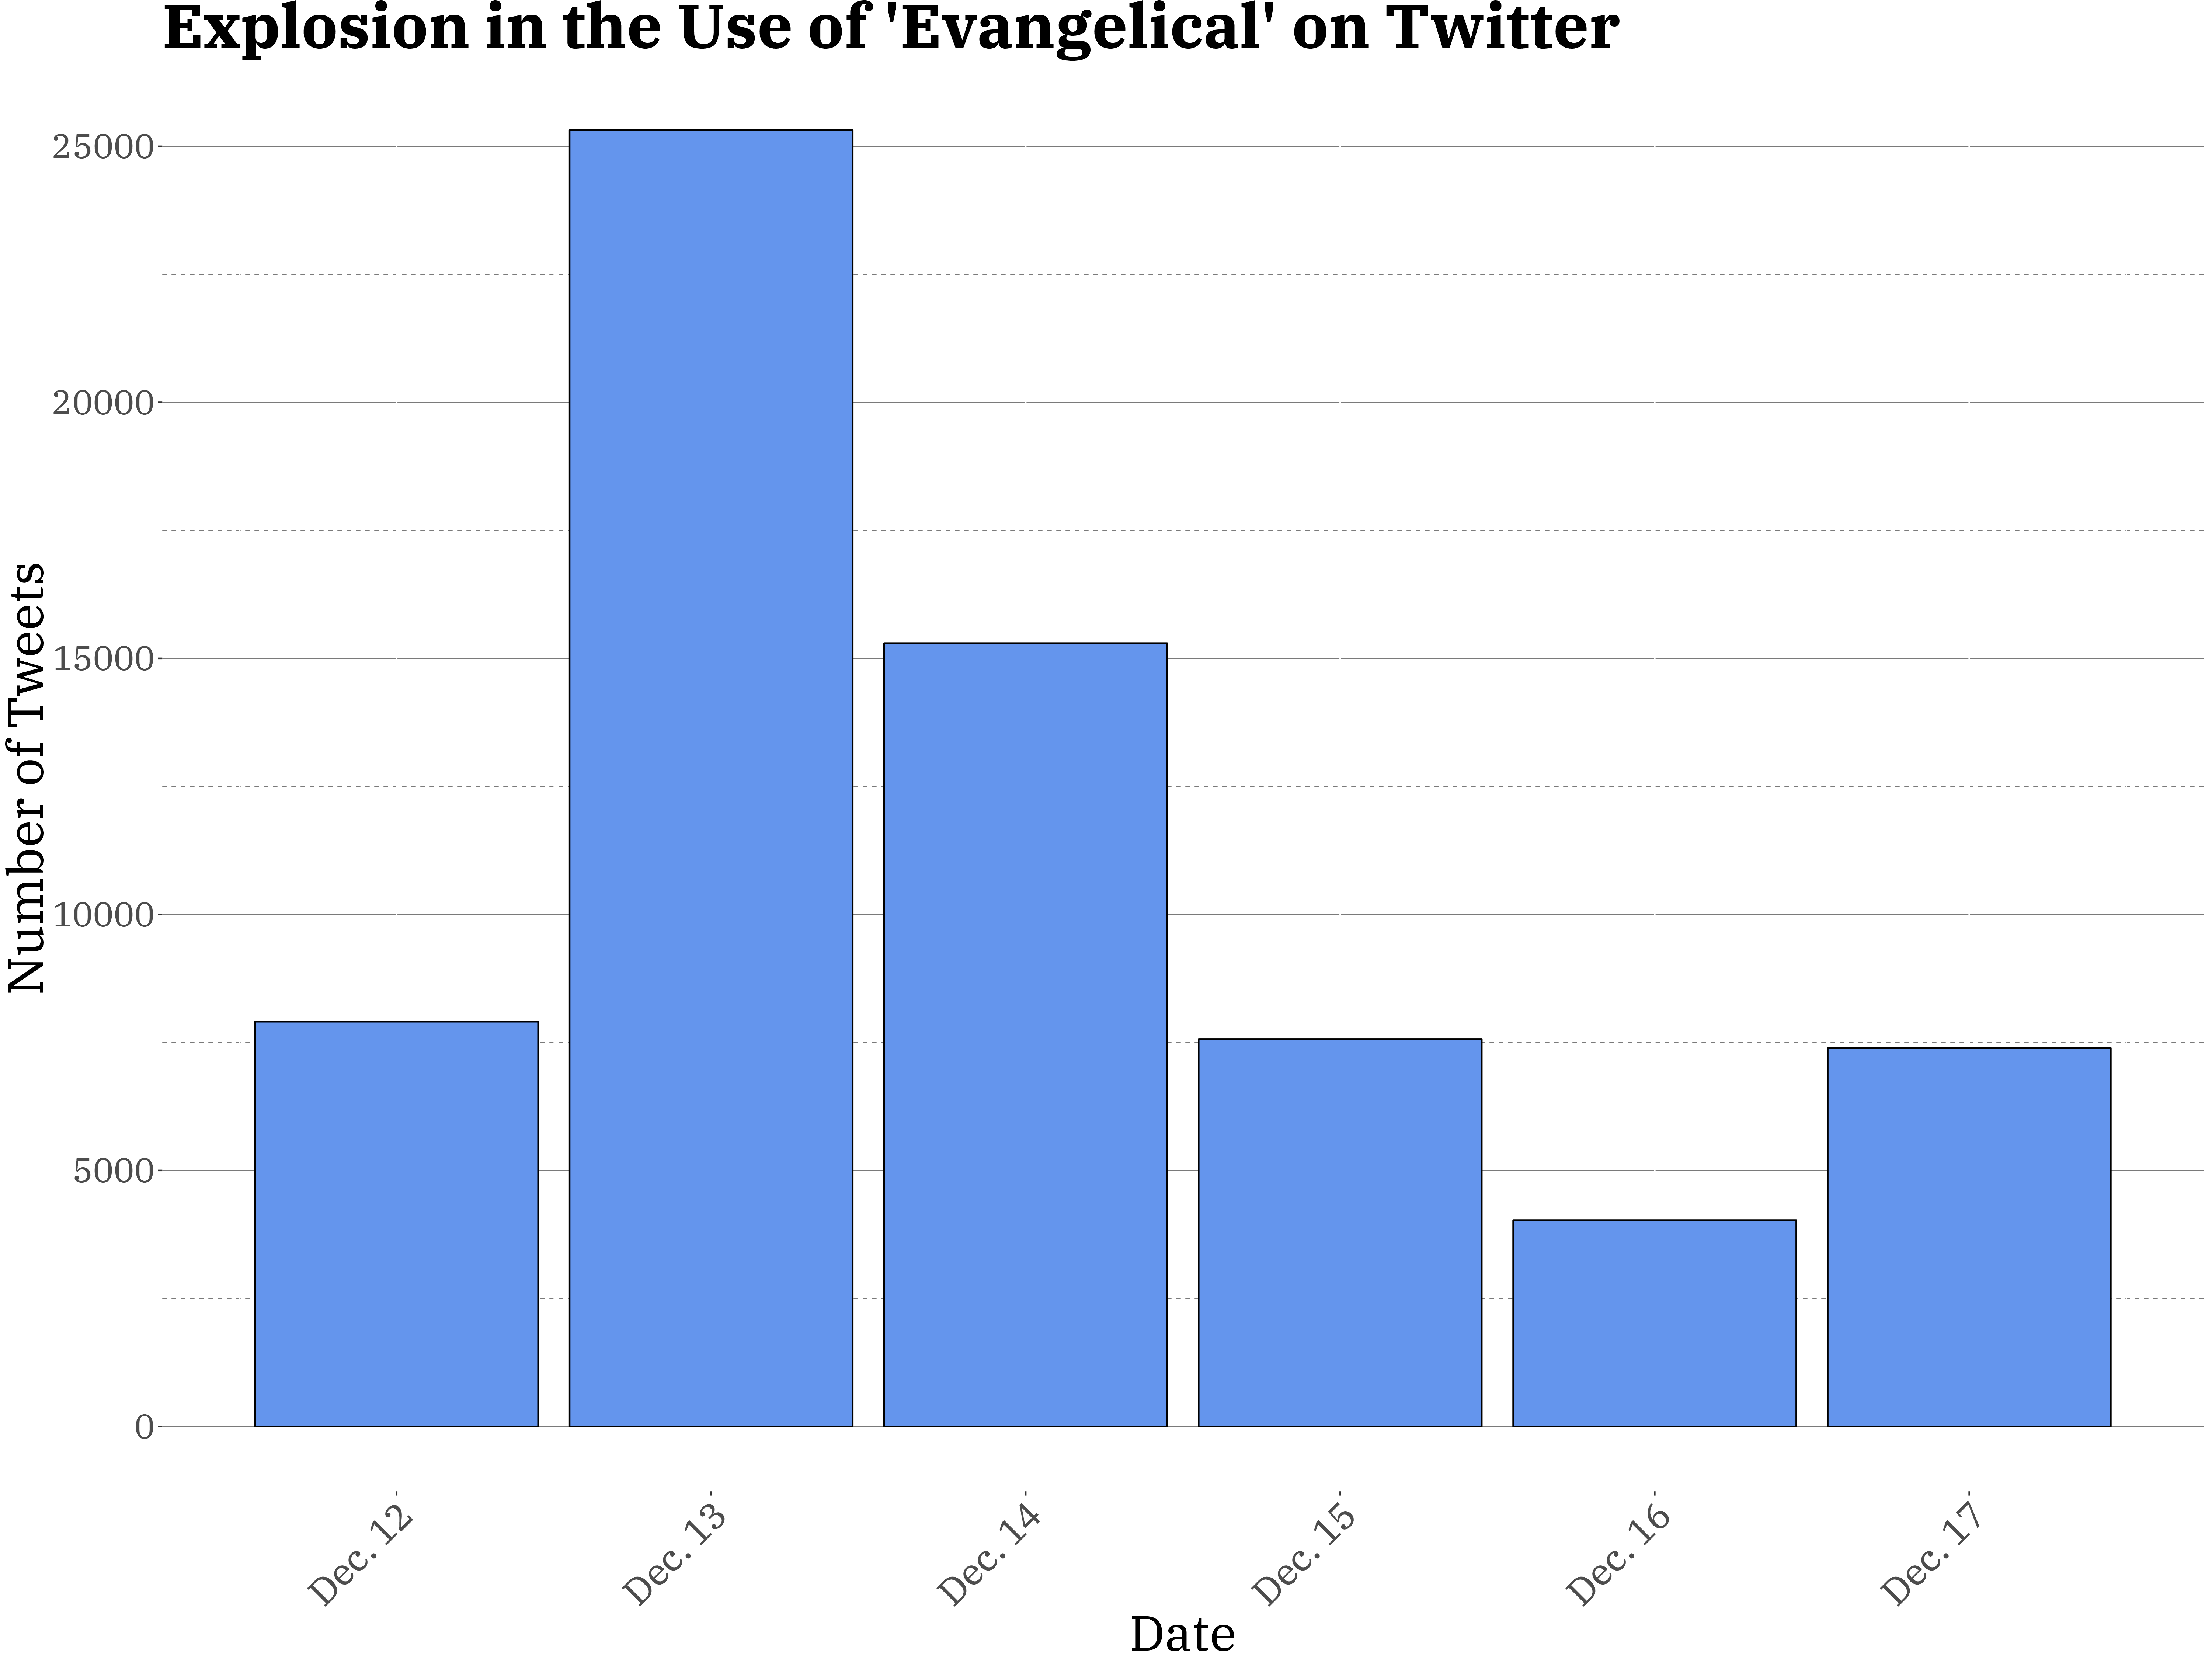 Explosion in the Use of 'Evangelical' on Twitter
Number of Tweets
25000
20000
15000
10000
5000
0
Dec. 12
Dec. 13
Dec. 14
Dec. 15
Dec. 16
Dec. 17
Date